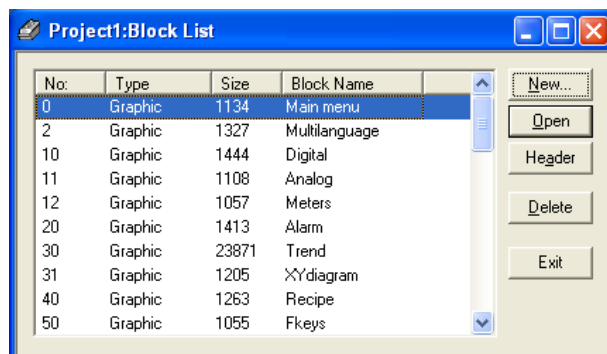 Project1:Block List
No: Type Size Block Name
0 Graphic 1134 Main menu
2 Graphic 1327 Multilanguage
10 Graphic 1444 Digital
11 Graphic 1108 Analog
12 Graphic 1057 Meters
20 Graphic 1413 Alarm
30 Graphic 23871 Trend
31 Graphic 1205 XYdiagram
40 Graphic 1263 Recipe
50 Graphic 1055 Fkeys
New...
Open
Header
Delete
Exit